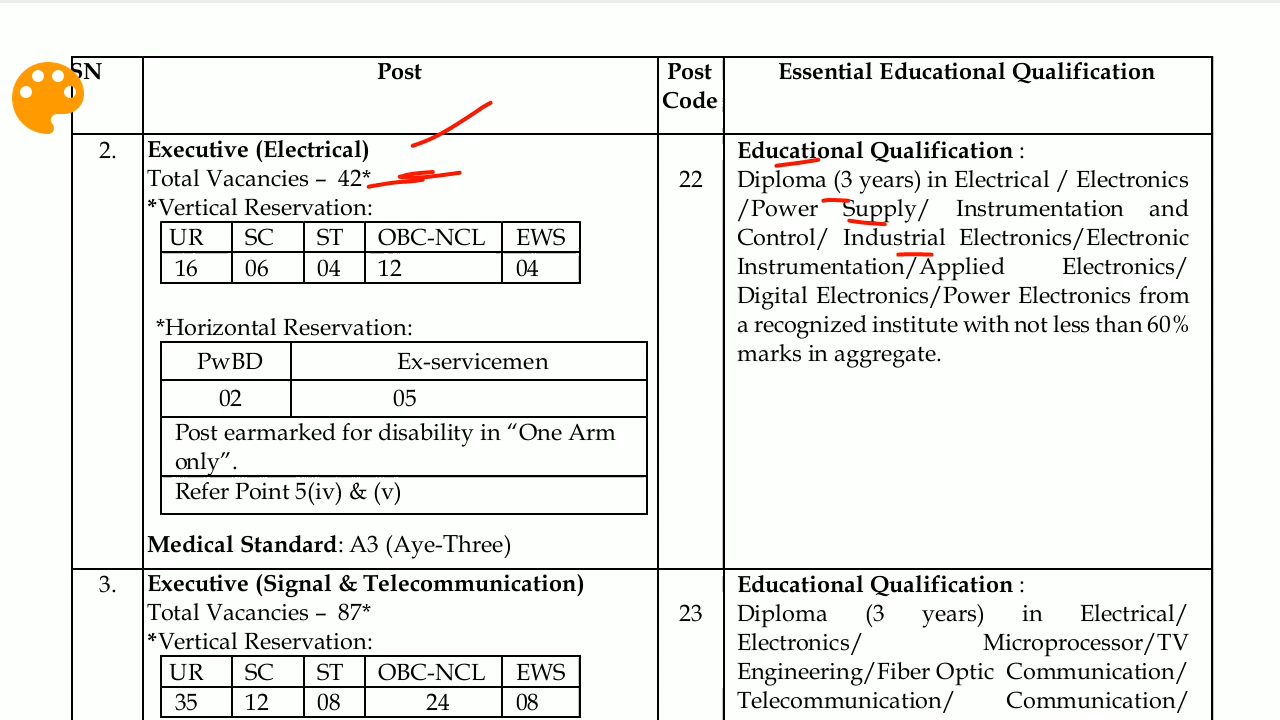 SN Post Post Code Essential Educational Qualification
2. Executive (Electrical)
Total Vacancies – 42*
*Vertical Reservation:
UR SC ST OBC-NCL EWS
16 06 04 12 04
*Horizontal Reservation:
PwBD Ex-servicemen
02 05
Post earmarked for disability in “One Arm
only”.
Refer Point 5(iv) & (v)
Medical Standard: A3 (Aye-Three)
22
Educational Qualification :
Diploma (3 years) in Electrical / Electronics
/Power Supply/ Instrumentation and
Control/ Industrial Electronics/Electronic
Instrumentation/Applied Electronics/
Digital Electronics/Power Electronics from
a recognized institute with not less than 60%
marks in aggregate.
3. Executive (Signal & Telecommunication)
Total Vacancies – 87*
*Vertical Reservation:
UR SC ST OBC-NCL EWS
35 12 08 24 08
23
Educational Qualification :
Diploma (3 years) in Electrical/
Electronics/ Microprocessor/TV
Engineering/Fiber Optic Communication/
Telecommunication/ Communication/